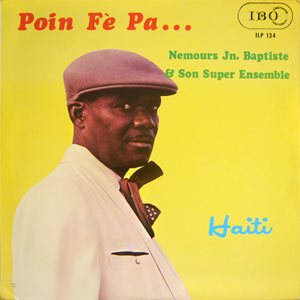 Poin Fè Pa...
IBO
ILP 134
Nemours Jn. Baptiste
& Son Super Ensemble
Haiti